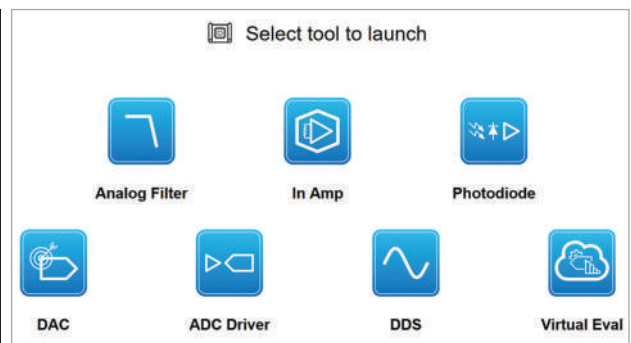 Select tool to launch
Analog Filter
In Amp
Photodiode
DAC
ADC Driver
DDS
Virtual Eval